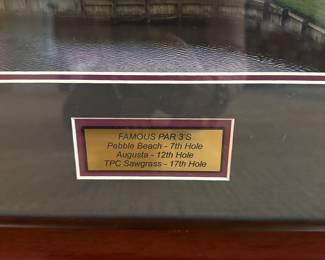 FAMOUS PAR 3'S
Pebble Beach - 7th Hole
Augusta - 12th Hole
TPC Sawgrass - 17th Hole